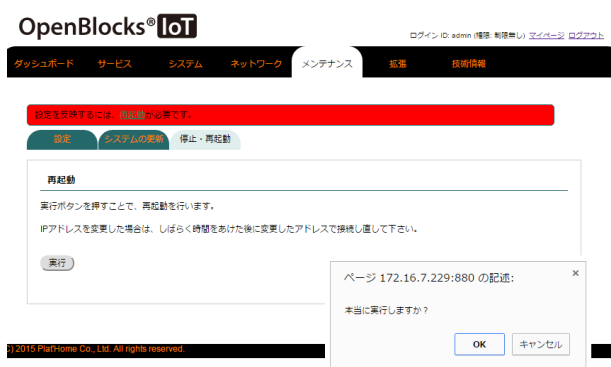 OpenBlocks® IoT
ログイン ID: admin (権限: 制限無し) マイページ ログアウト
ダッシュボード サービス システム ネットワーク メンテナンス 拡張 技術情報
設定を反映するには、再起動が必要です。
設定 システムの更新 停止・再起動
再起動
実行ボタンを押すことで、再起動を行います。
IPアドレスを変更した場合は、しばらく時間をあけた後に変更したアドレスで接続し直して下さい。
実行
ページ 172.16.7.229:880 の記述:
×
本当に実行しますか？
OK キャンセル
C) 2015 Plat'Home Co., Ltd. All rights reserved.